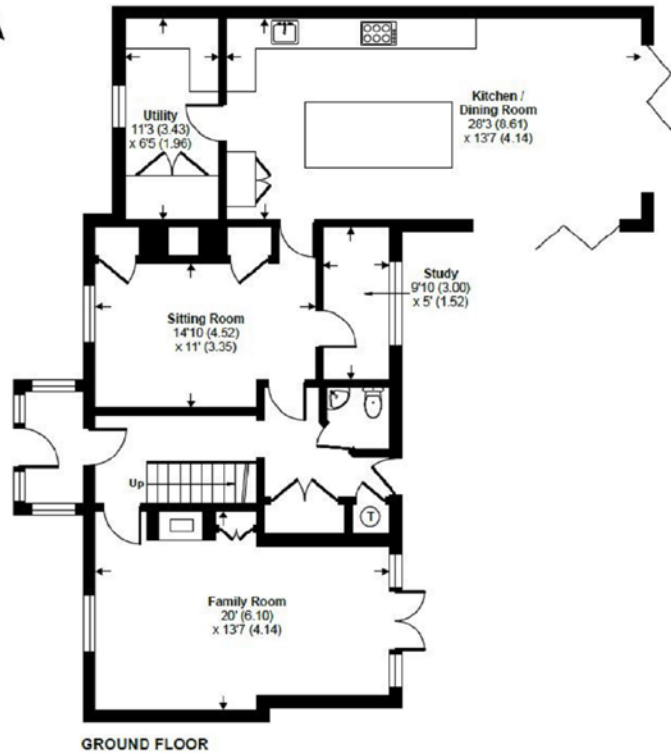 Utility
11'3 (3.43)
x 6'5 (1.96)
Kitchen /
Dining Room
28'3 (8.61)
x 13'7 (4.14)
Study
9'10 (3.00)
x 5' (1.52)
Sitting Room
14'10 (4.52)
x 11' (3.35)
Up
T
Family Room
20' (6.10)
x 13'7 (4.14)
GROUND FLOOR